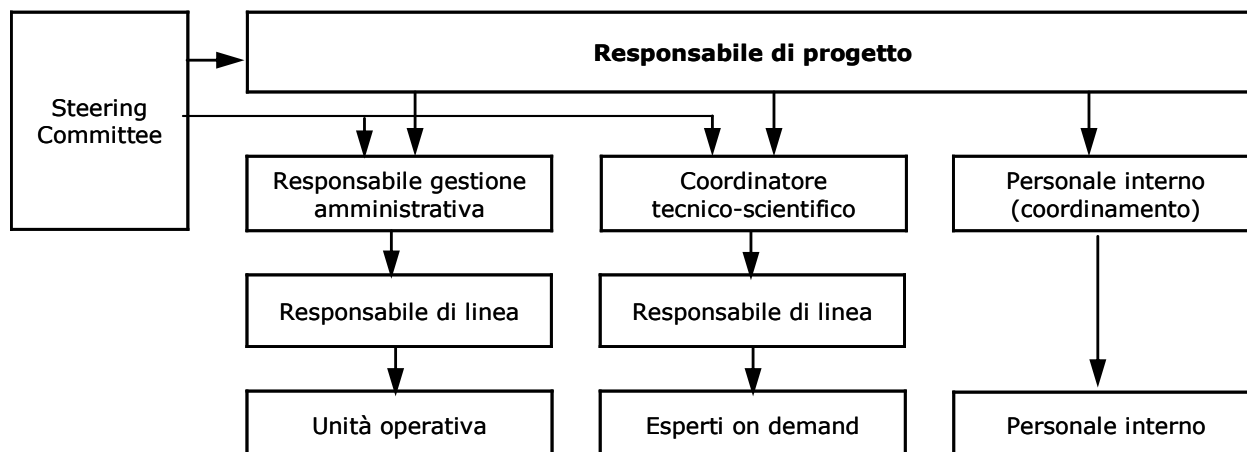 Responsabile di progetto
Steering
Committee
Responsabile gestione
amministrativa
Coordinatore
tecnico-scientifico
Personale interno
(coordinamento)
Responsabile di linea
Responsabile di linea
Unità operativa
Esperti on demand
Personale interno